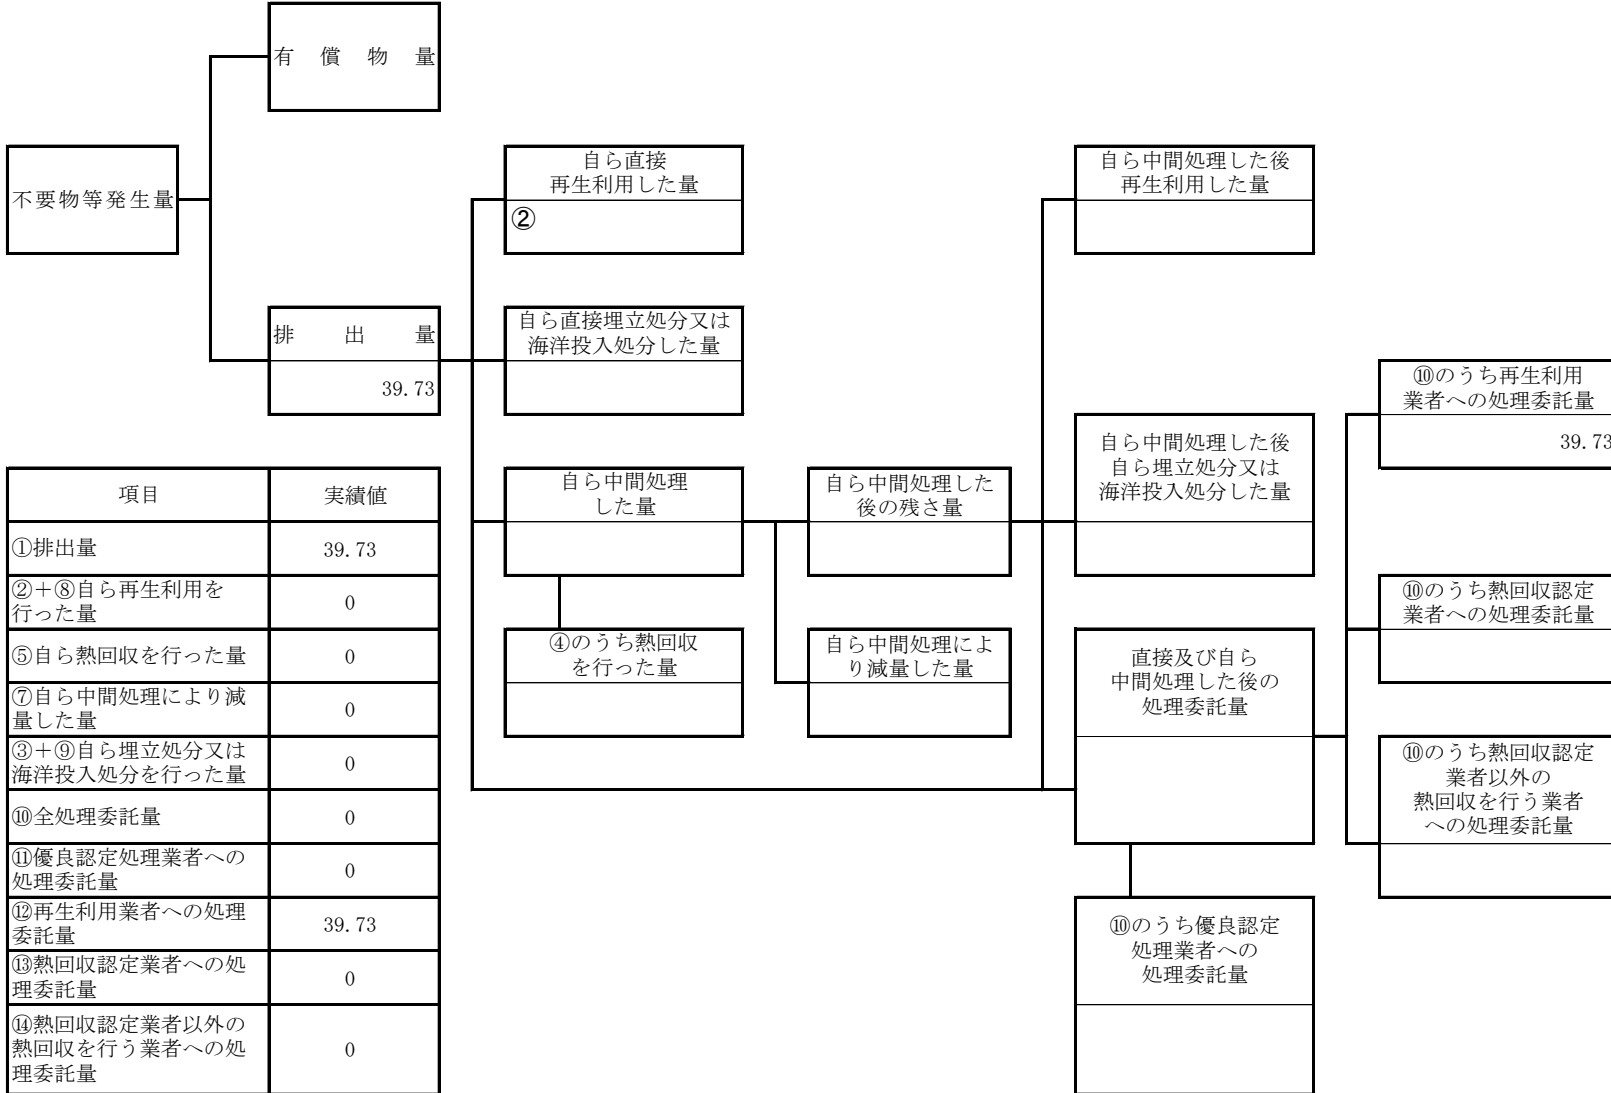 有償物量
不要物等発生量
自ら直接
再生利用した量
②
自ら中間処理した後
再生利用した量
排出量
39.73
自ら直接埋立処分又は
海洋投入処分した量
⑩のうち再生利用
業者への処理委託量
39.73
自ら中間処理した後
自ら埋立処分又は
海洋投入処分した量
自ら中間処理
した量
自ら中間処理した
後の残さ量
⑩のうち熱回収認定
業者への処理委託量
④のうち熱回収
を行った量
自ら中間処理によ
り減量した量
直接及び自ら
中間処理した後の
処理委託量
⑩のうち熱回収認定
業者以外の
熱回収を行う業者
への処理委託量
⑩のうち優良認定
処理業者への
処理委託量
項目 実績値
①排出量 39.73
②＋⑧自ら再生利用を
行った量 0
⑤自ら熱回収を行った量 0
⑦自ら中間処理により減
量した量 0
③＋⑨自ら埋立処分又は
海洋投入処分を行った量 0
⑩全処理委託量 0
⑪優良認定処理業者への
処理委託量 0
⑫再生利用業者への処理
委託量 39.73
⑬熱回収認定業者への処
理委託量 0
⑭熱回収認定業者以外の
熱回収を行う業者への処
理委託量 0